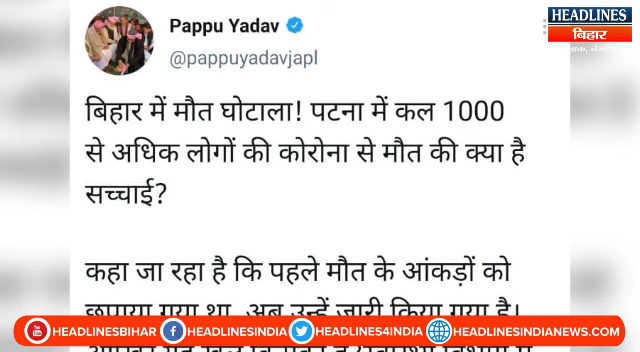 Pappu Yadav
@pappuyadavjapl
HEADLINES
बिहार
बिहार में मौत घोटाला! पटना में कल 1000
से अधिक लोगों की कोरोना से मौत की क्या है
सच्चाई?
कहा जा रहा है कि पहले मौत के आंकड़ों को
छुपाया गया था, अब उन्हें जारी किया गया है।
HEADLINESBIHAR
HEADLINESINDIA
HEADLINES4INDIA
HEADLINESINDIANEWS.COM